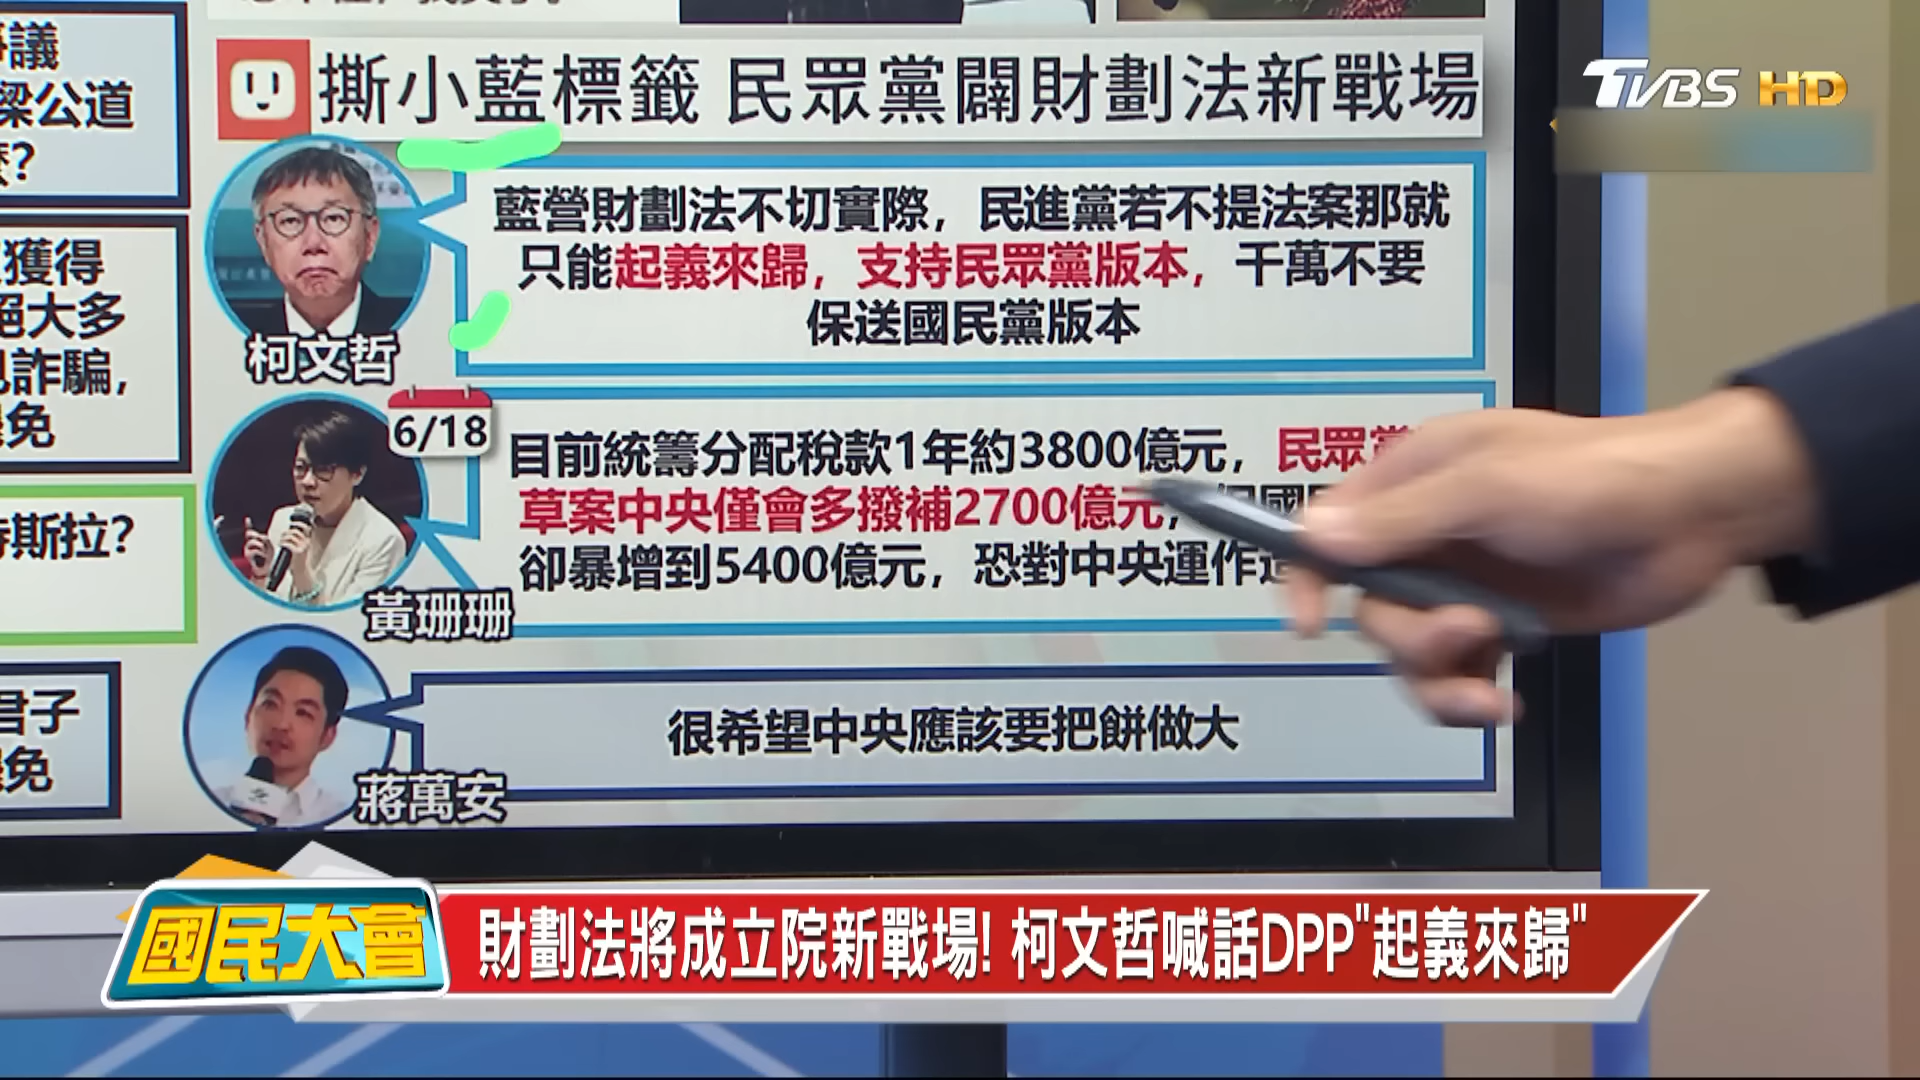 爭議
梁公道
麼?
獲得
絕大多
詐騙,
罷免
特斯拉?
君子
罷免
撕小藍標籤 民眾黨闢財劃法新戰場
藍營財劃法不切實際，民進黨若不提法案那就
只能起義來歸，支持民眾黨版本，千萬不要
保送國民黨版本
柯文哲
6/18
目前統籌分配稅款1年約3800億元，民眾黨
草案中央僅會多撥補2700億元，
卻暴增到5400億元，恐對中央運作
黃珊珊
很希望中央應該要把餅做大
蔣萬安
TVBS HD
國民大會
財劃法將成立院新戰場! 柯文哲喊話DPP"起義來歸"